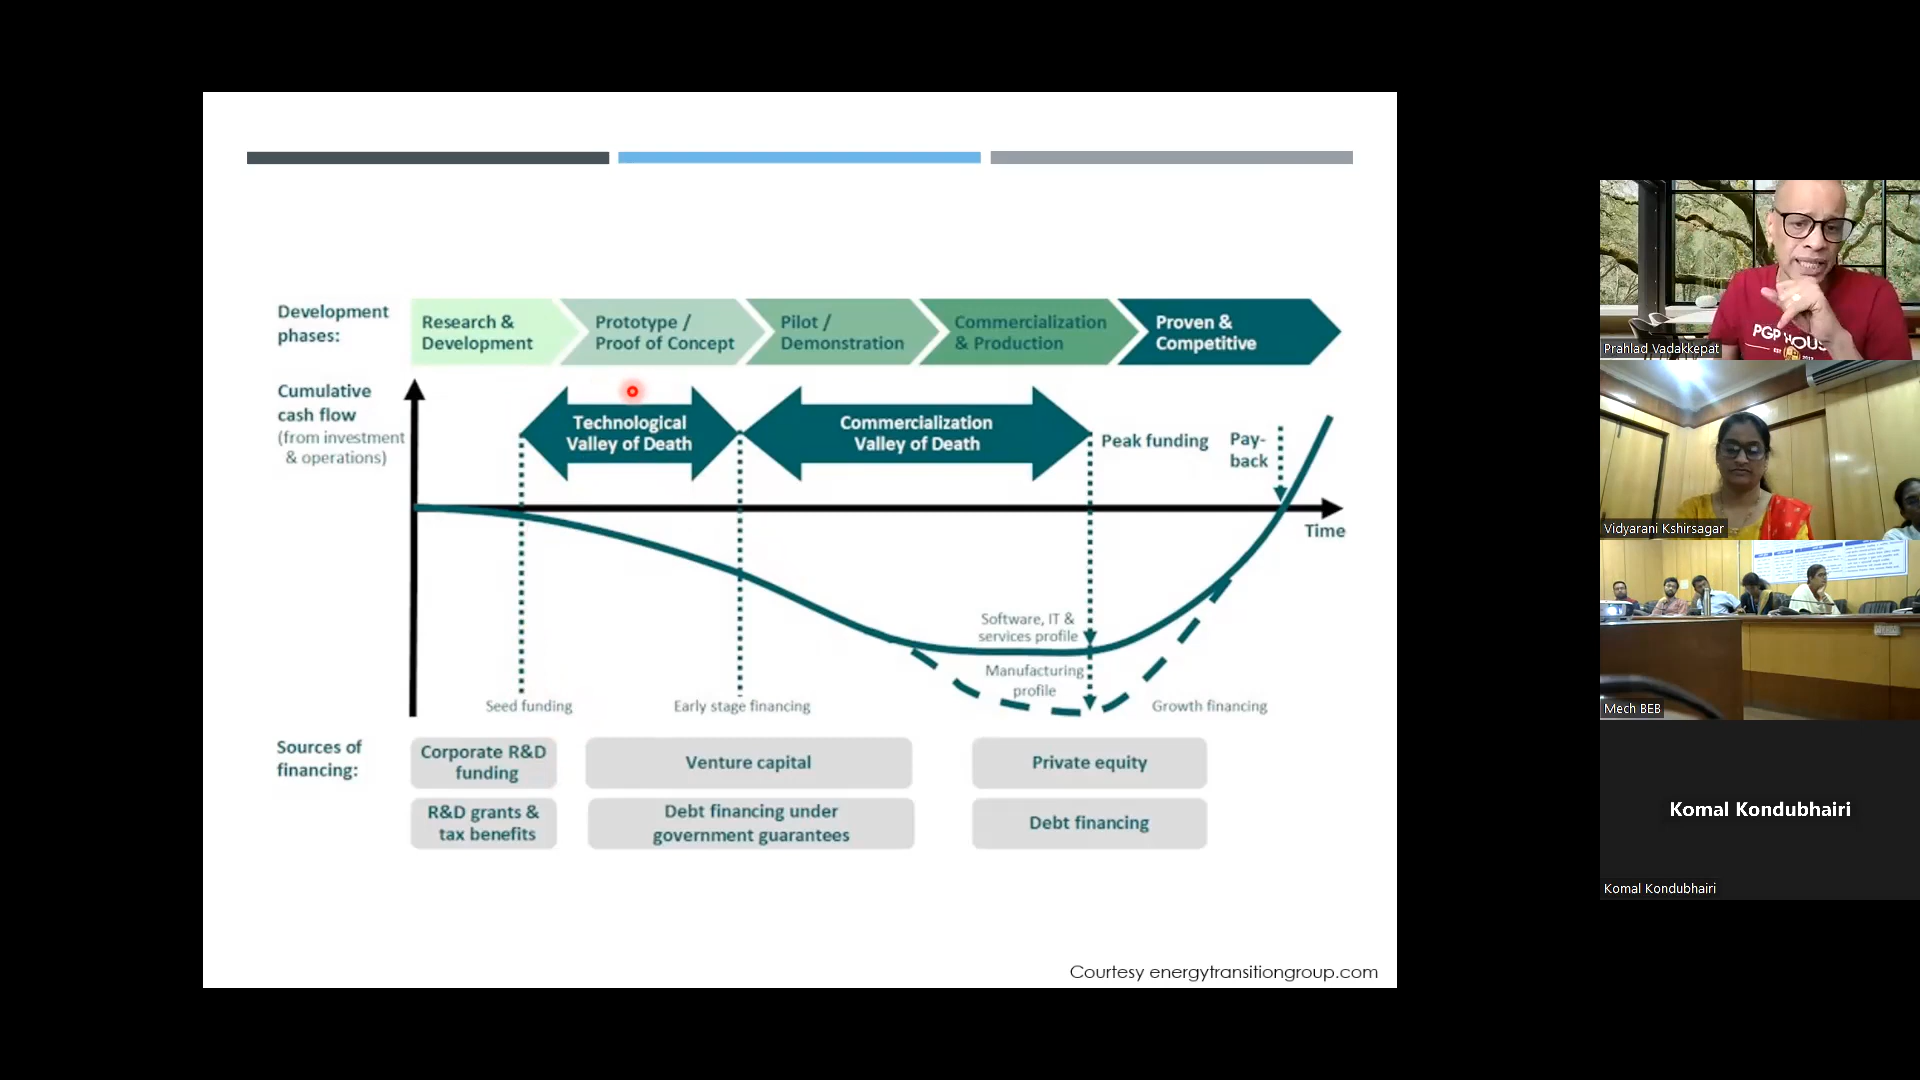 Development
phases:
Research &
Development
Prototype /
Proof of Concept
Pilot /
Demonstration
Commercialization
& Production
Proven &
Competitive
Cumulative
cash flow
(from investment
& operations)
Technological
Valley of Death
Commercialization
Valley of Death
Peak funding
Pay-
back
Time
Software, IT &
services profile
Manufacturing
profile
Seed funding
Early stage financing
Growth financing
Sources of
financing:
Corporate R&D
funding
Venture capital
Private equity
R&D grants &
tax benefits
Debt financing under
government guarantees
Debt financing
Courtesy energytransitiongroup.com
PGP
Prahlad Vadakkepat
Vidyarani Kshirsagar
Mech BEB
Komal Kondubhairi
Komal Kondubhairi